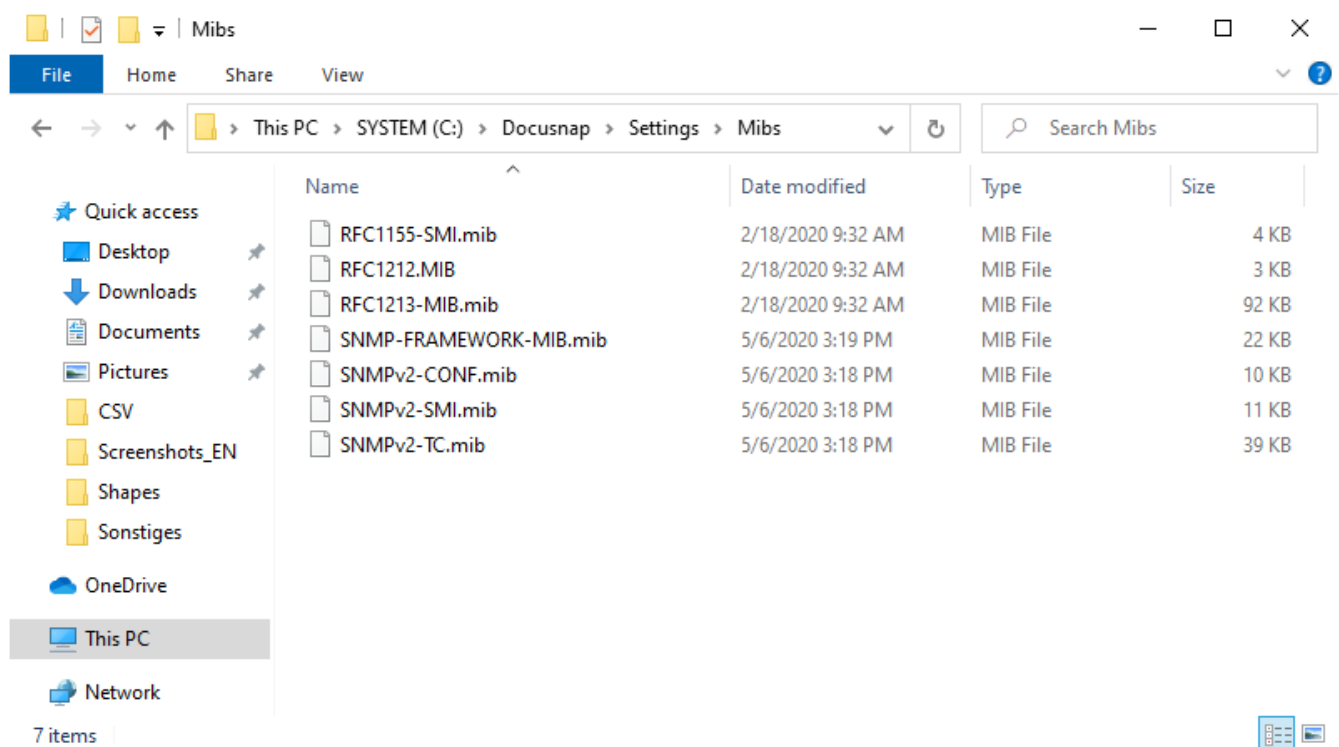 Mibs
File Home Share View
This PC > SYSTEM (C:) > Docusnap > Settings > Mibs
Search Mibs
Quick access
Desktop
Downloads
Documents
Pictures
CSV
Screenshots_EN
Shapes
Sonstiges
OneDrive
This PC
Network
Name Date modified Type Size
RFC1155-SMI.mib 2/18/2020 9:32 AM MIB File 4 KB
RFC1212.MIB 2/18/2020 9:32 AM MIB File 3 KB
RFC1213-MIB.mib 2/18/2020 9:32 AM MIB File 92 KB
SNMP-FRAMEWORK-MIB.mib 5/6/2020 3:19 PM MIB File 22 KB
SNMPv2-CONF.mib 5/6/2020 3:18 PM MIB File 10 KB
SNMPv2-SMI.mib 5/6/2020 3:18 PM MIB File 11 KB
SNMPv2-TC.mib 5/6/2020 3:18 PM MIB File 39 KB
7 items